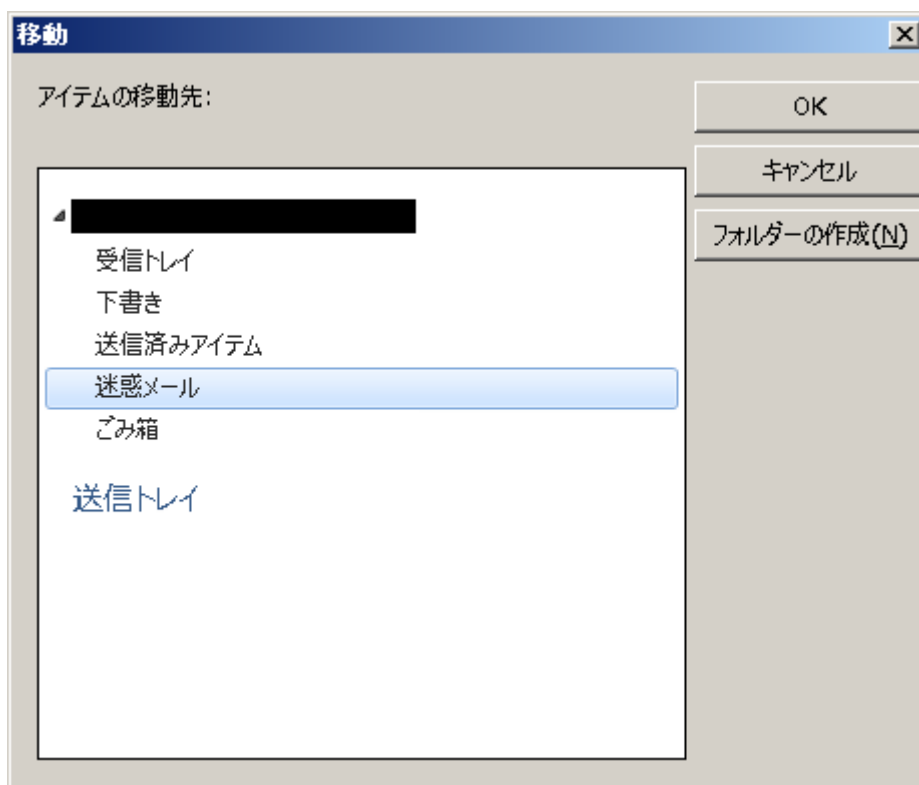 移動
アイテムの移動先:
OK
キャンセル
フォルダーの作成(N)
受信トレイ
下書き
送信済みアイテム
迷惑メール
ごみ箱
送信トレイ